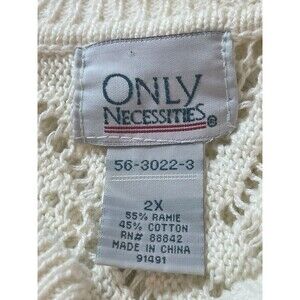 ONLY
NECESSITIES®
56-3022-3
2X
55% RAMIE
45% COTTON
RN# 88842
MADE IN CHINA
91491